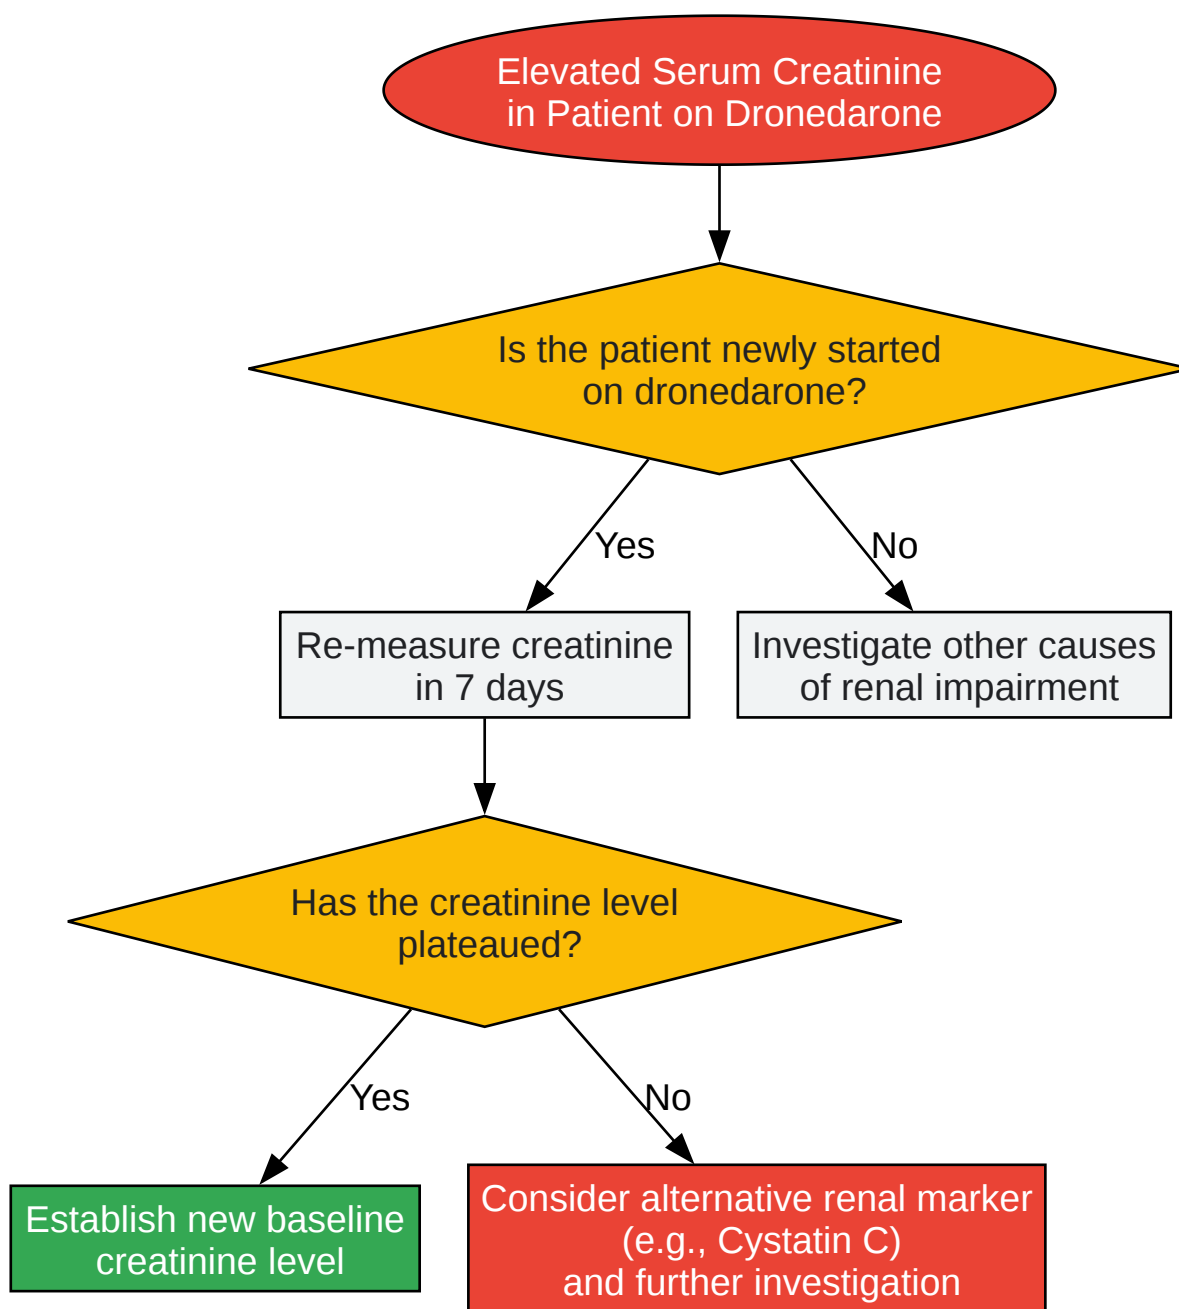 Elevated Serum Creatinine
in Patient on Dronedarone
Is the patient newly started
on dronedarone?
Yes
No
Re-measure creatinine
in 7 days
Investigate other causes
of renal impairment
Has the creatinine level
plateaued?
Yes
No
Establish new baseline
creatinine level
Consider alternative renal marker
(e.g., Cystatin C)
and further investigation